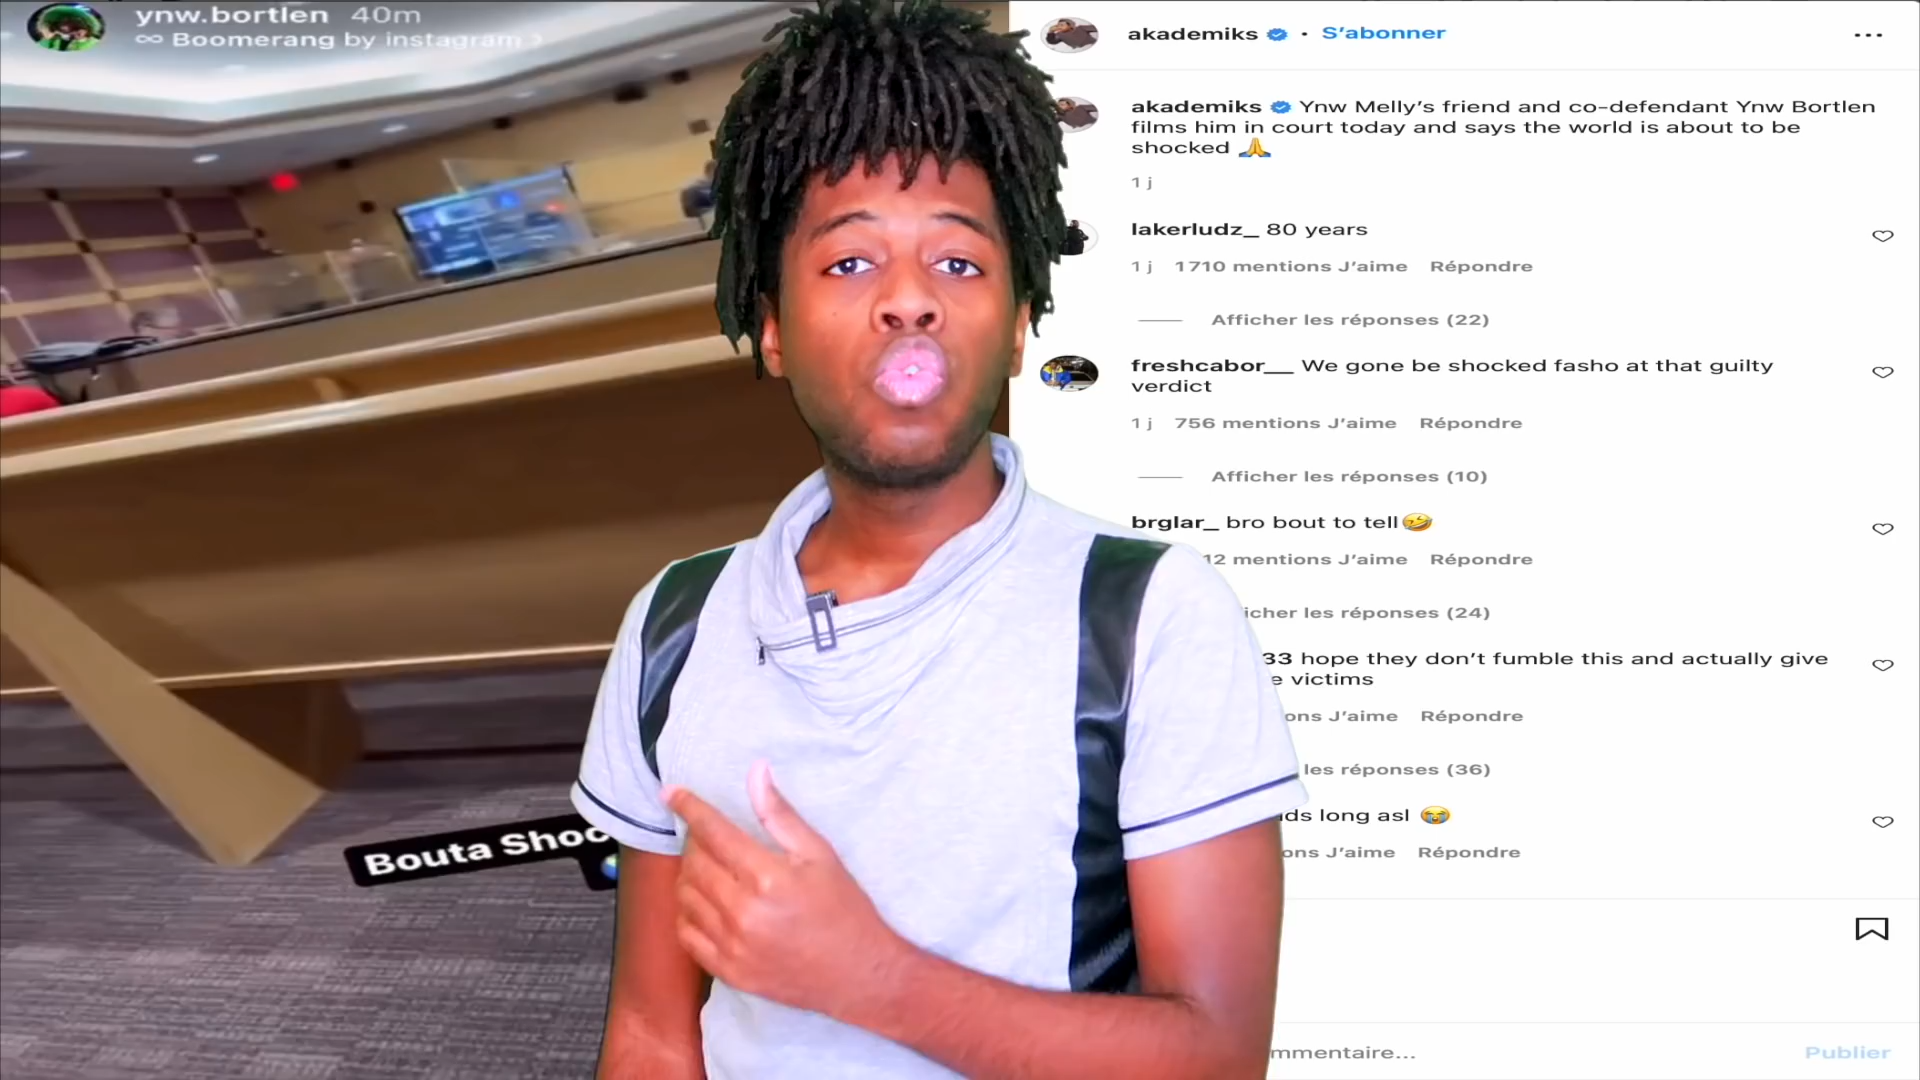 ynw.bortlen 40m
∞ Boomerang by instagram >
Bouta Shoc
akademiks • S'abonner
akademiks Ynw Melly's friend and co-defendant Ynw Bortlen
films him in court today and says the world is about to be
shocked 🙏
1 j
lakerludz_ 80 years
1 j 1710 mentions J'aime Répondre
Afficher les réponses (22)
freshcabor__ We gone be shocked fasho at that guilty
verdict
1 j 756 mentions J'aime Répondre
Afficher les réponses (10)
brglar_ bro bout to tell🤣
12 mentions J'aime Répondre
icher les réponses (24)
33 hope they don't fumble this and actually give
e victims
ons J'aime Répondre
les réponses (36)
ds long asl 😭
ons J'aime Répondre
mmentaire... Publier